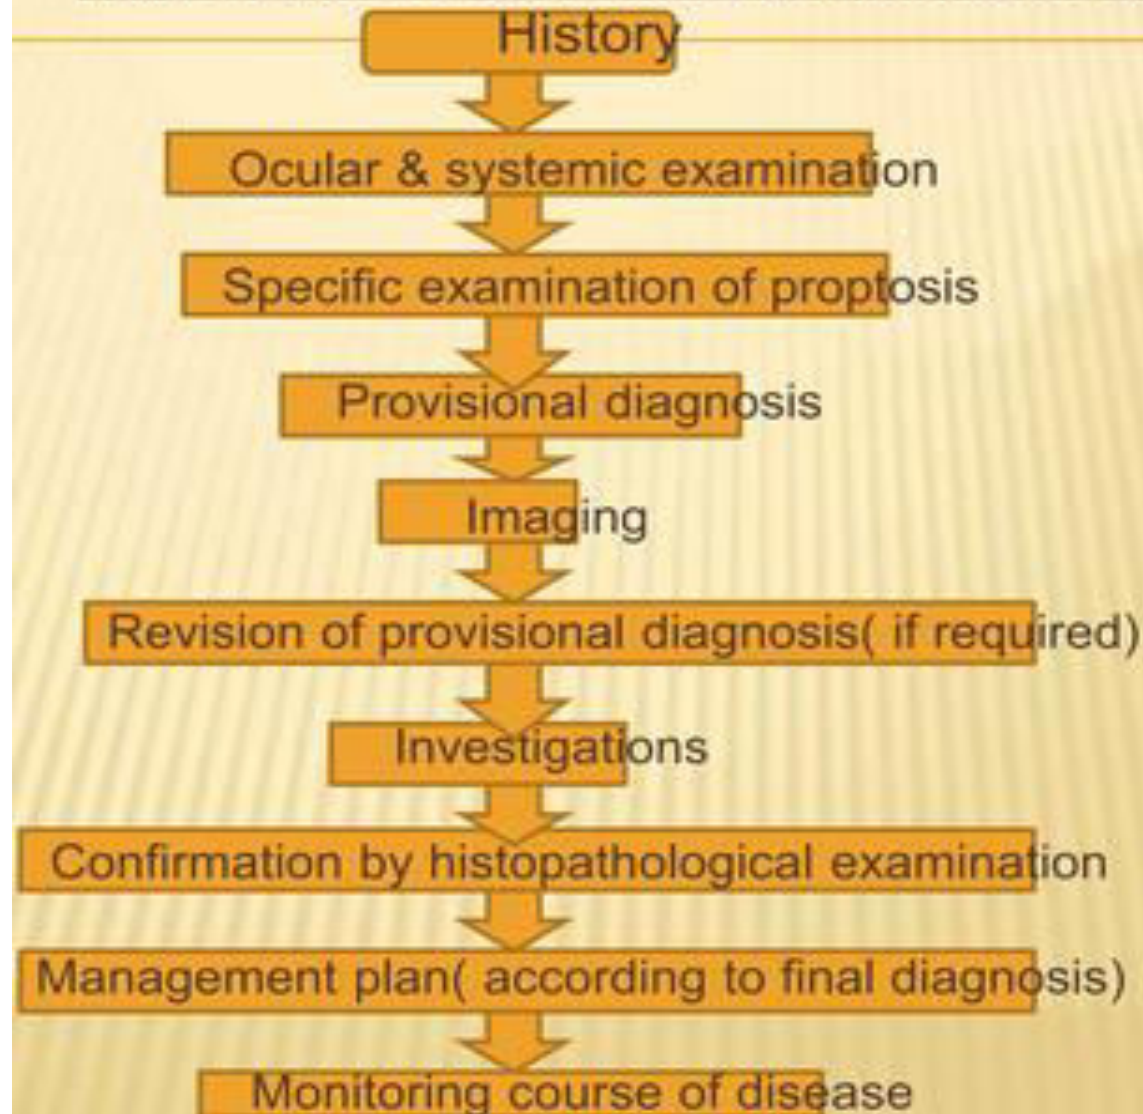 History
Ocular & systemic examination
Specific examination of proptosis
Provisional diagnosis
Imaging
Revision of provisional diagnosis( if required)
Investigations
Confirmation by histopathological examination
Management plan( according to final diagnosis)
Monitoring course of disease